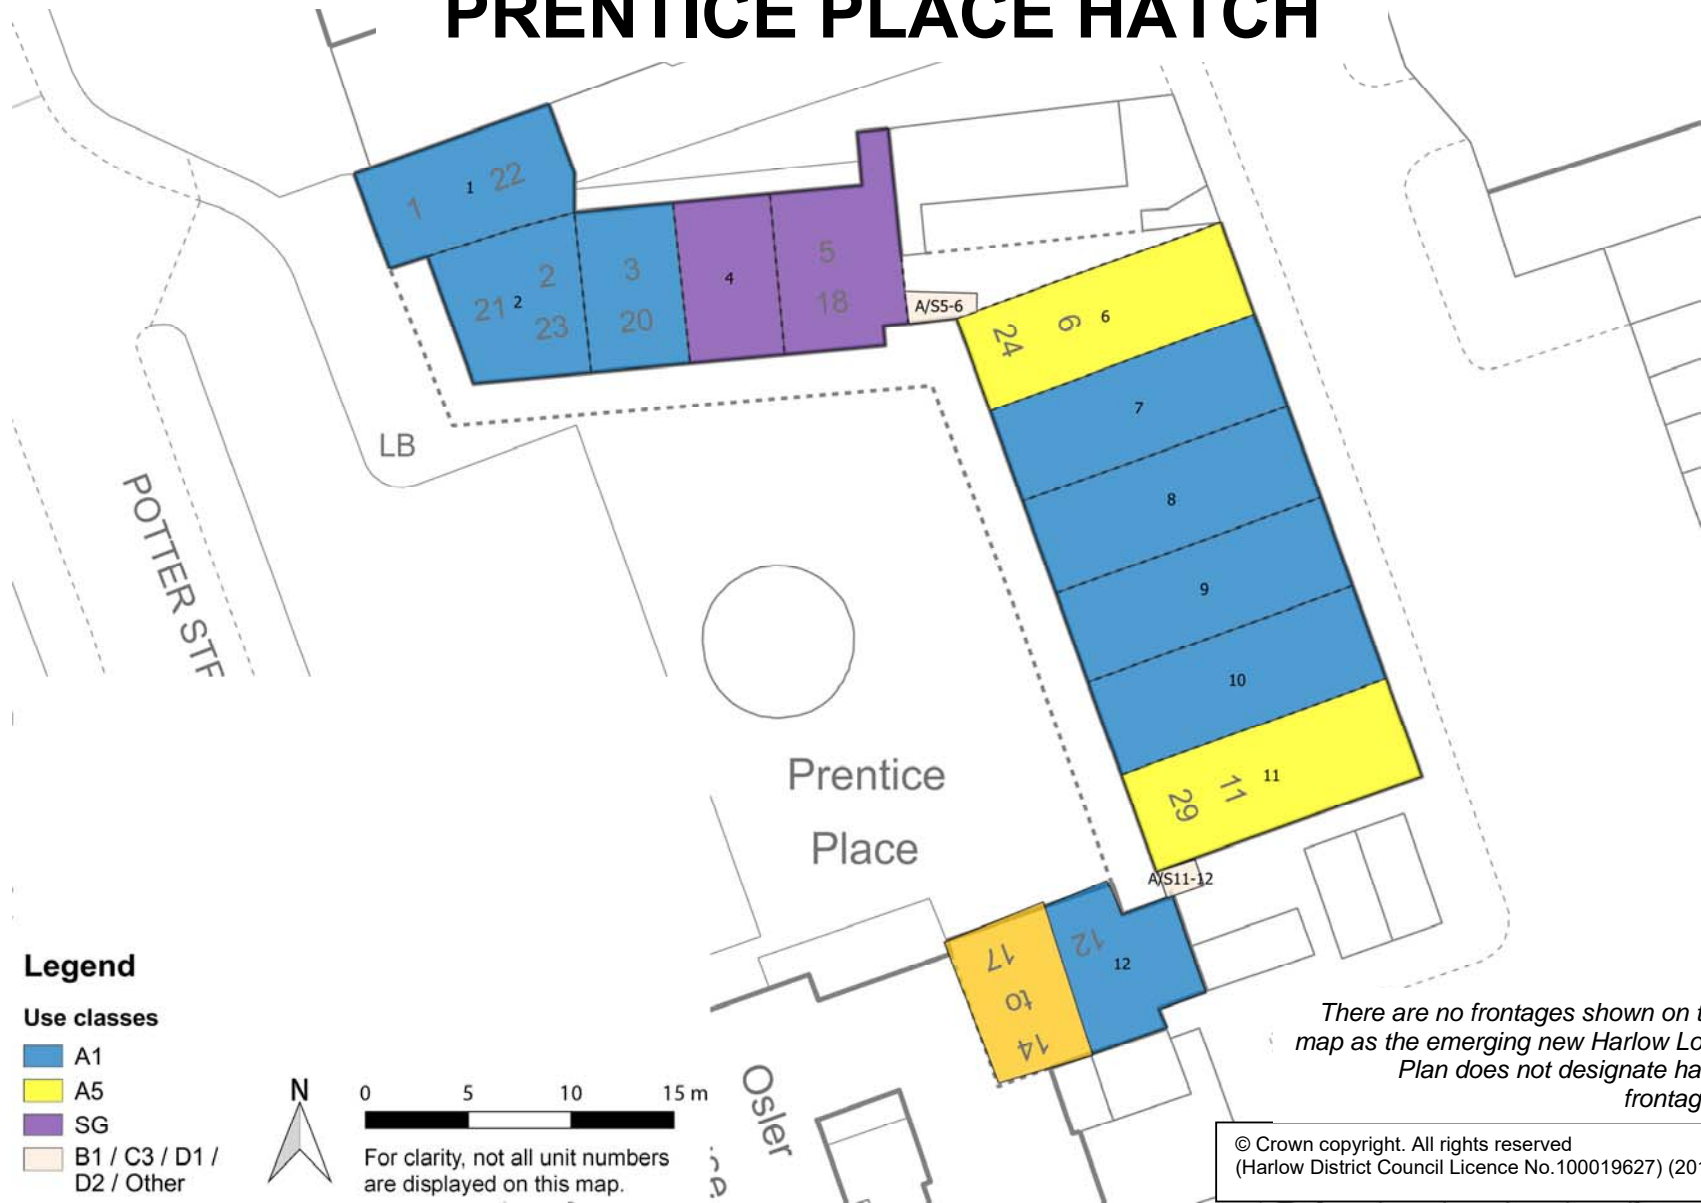 PRENTICE PLACE HATCH
1
1
22
2
21
2
23
3
20
4
5
18
A/S5-6
24
6
6
7
8
9
10
29
11
11
A/S11-12
12
12
17
to
14
LB
POTTER STR
Prentice
Place
Osler
Legend
Use classes
A1
A5
SG
B1 / C3 / D1 /
D2 / Other
N
0 5 10 15 m
For clarity, not all unit numbers
are displayed on this map.
There are no frontages shown on t
map as the emerging new Harlow Lo
Plan does not designate ha
frontag
© Crown copyright. All rights reserved
(Harlow District Council Licence No.100019627) (201